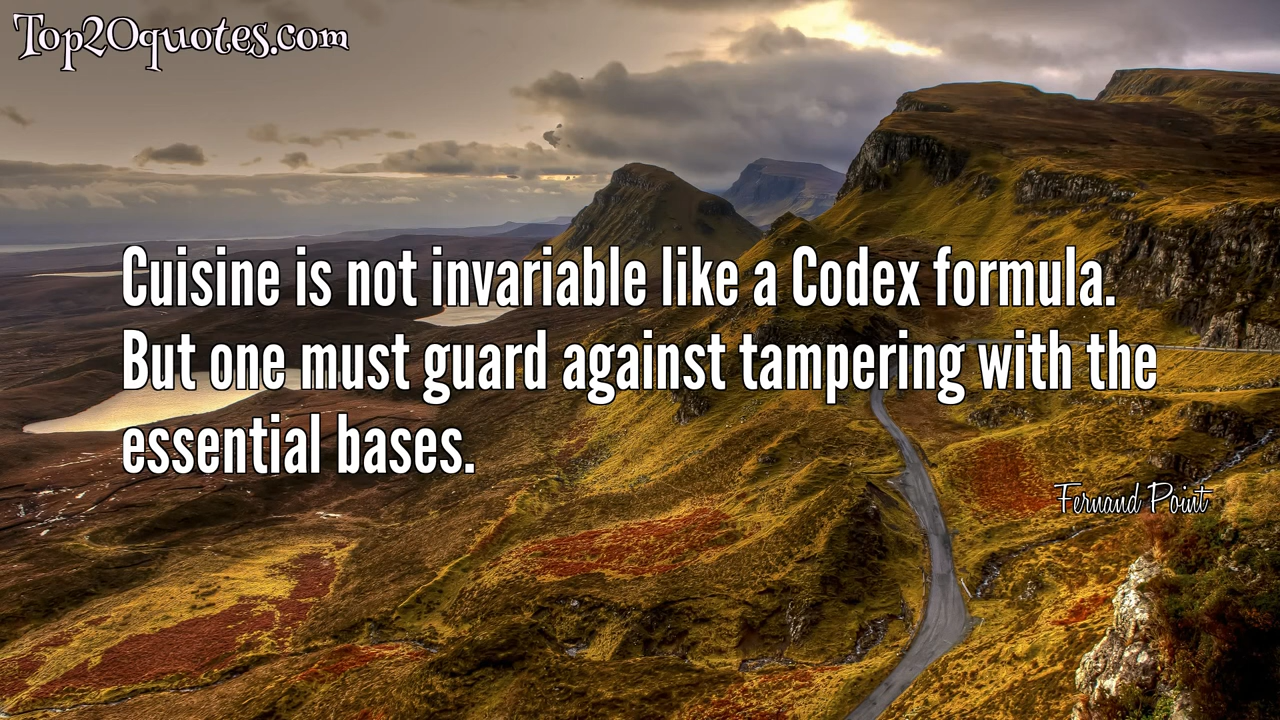 Top20quotes.com
Cuisine is not invariable like a Codex formula.
But one must guard against tampering with the
essential bases.
Fernand Point